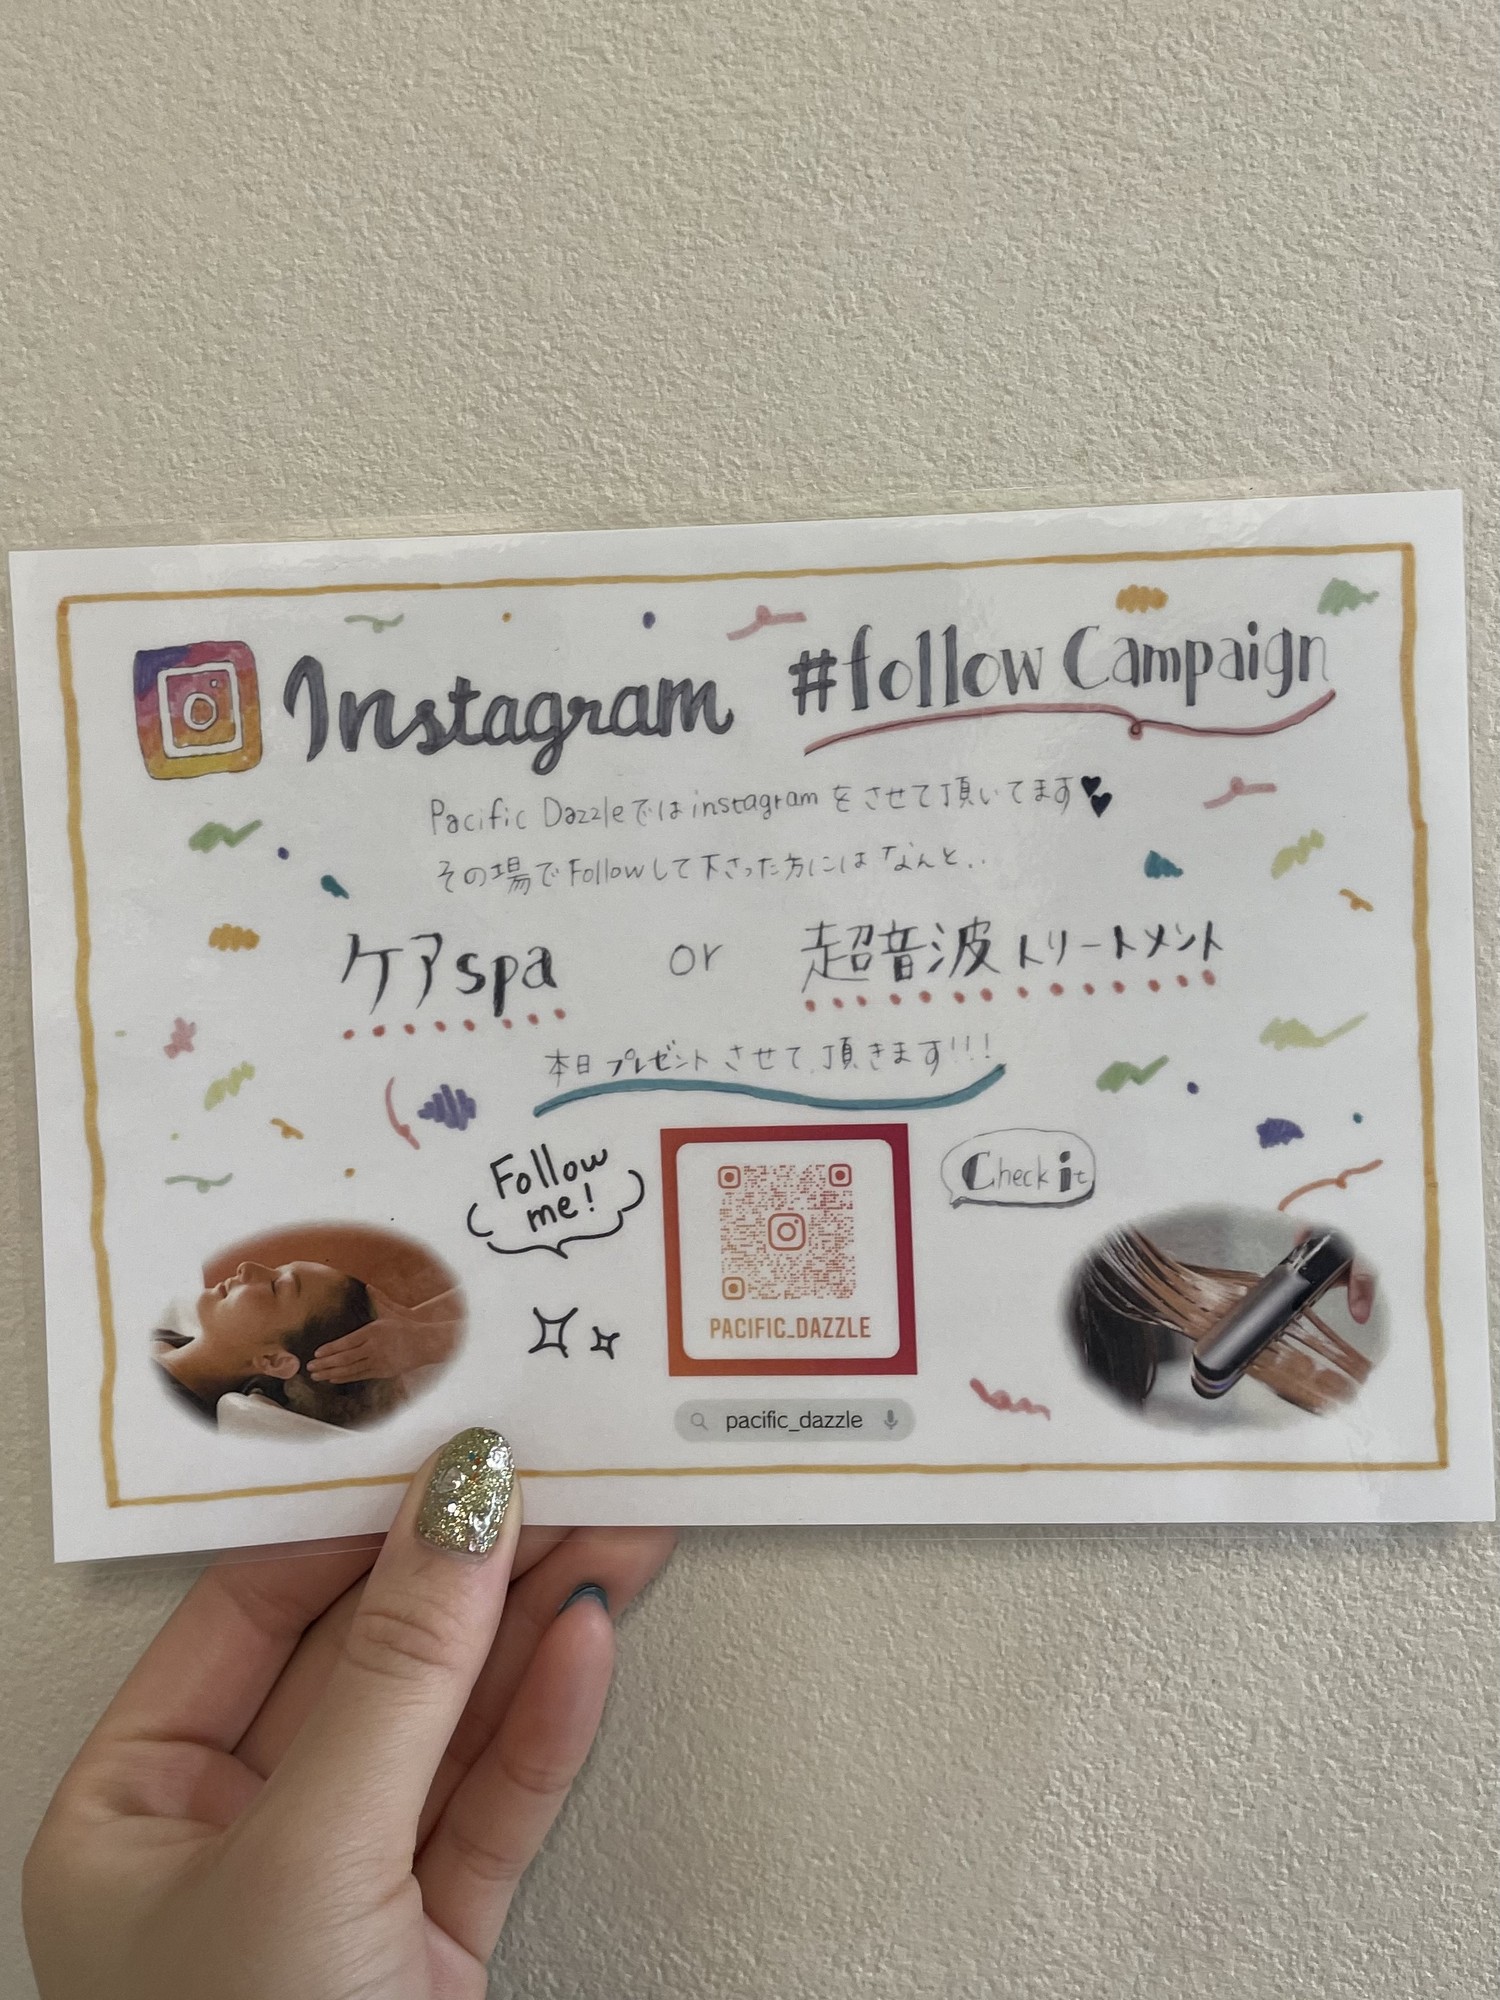 Instagram #follow Campaign
Pacific Dazzleではinstagramをさせて頂いてます
その場でFollowして下さった方にはなんと..
ケアspa or 超音波トリートメント
本日プレゼントさせて頂きます!!!
Follow
me!
Check it
PACIFIC_DAZZLE
pacific_dazzle